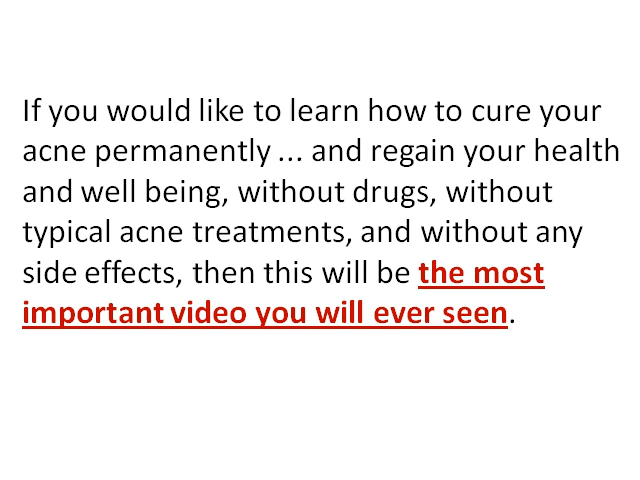 If you would like to learn how to cure your
acne permanently ... and regain your health
and well being, without drugs, without
typical acne treatments, and without any
side effects, then this will be the most
important video you will ever seen.